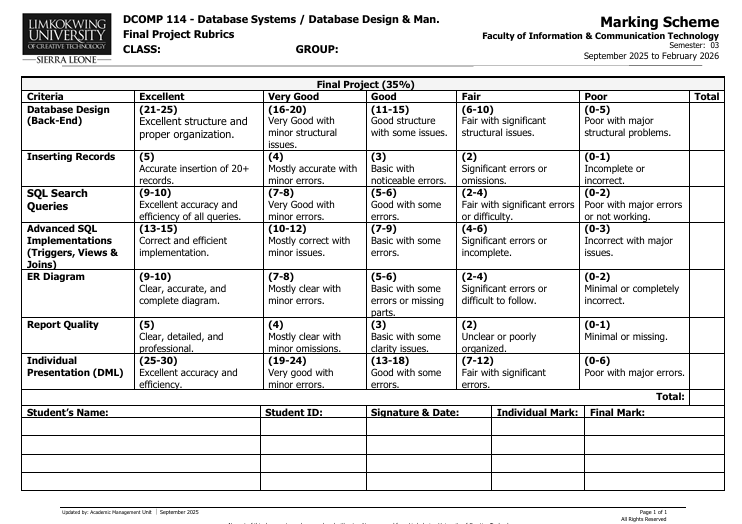 LIMKOKWING
UNIVERSITY
OF CREATIVE TECHNOLOGY
SIERRA LEONE
DCOMP 114 - Database Systems / Database Design & Man.
Final Project Rubrics
CLASS: GROUP:
Marking Scheme
Faculty of Information & Communication Technology
Semester: 03
September 2025 to February 2026
Final Project (35%)
Criteria Excellent Very Good Good Fair Poor Total
Database Design (Back-End)
(21-25)
Excellent structure and
proper organization.
(16-20)
Very Good with
minor structural
issues.
(11-15)
Good structure
with some issues.
(6-10)
Fair with significant
structural issues.
(0-5)
Poor with major
structural problems.
Inserting Records
(5)
Accurate insertion of 20+
records.
(4)
Mostly accurate with
minor errors.
(3)
Basic with
noticeable errors.
(2)
Significant errors or
omissions.
(0-1)
Incomplete or
incorrect.
SQL Search
Queries
(9-10)
Excellent accuracy and
efficiency of all queries.
(7-8)
Very Good with
minor errors.
(5-6)
Good with some
errors.
(2-4)
Fair with significant errors
or difficulty.
(0-2)
Poor with major errors
or not working.
Advanced SQL
Implementations
(Triggers, Views &
Joins)
(13-15)
Correct and efficient
implementation.
(10-12)
Mostly correct with
minor issues.
(7-9)
Basic with some
errors.
(4-6)
Significant errors or
incomplete.
(0-3)
Incorrect with major
issues.
ER Diagram
(9-10)
Clear, accurate, and
complete diagram.
(7-8)
Mostly clear with
minor errors.
(5-6)
Basic with some
errors or missing
parts.
(2-4)
Significant errors or
difficult to follow.
(0-2)
Minimal or completely
incorrect.
Report Quality
(5)
Clear, detailed, and
professional.
(4)
Mostly clear with
minor omissions.
(3)
Basic with some
clarity issues.
(2)
Unclear or poorly
organized.
(0-1)
Minimal or missing.
Individual
Presentation (DML)
(25-30)
Excellent accuracy and
efficiency.
(19-24)
Very good with
minor errors.
(13-18)
Good with some
errors.
(7-12)
Fair with significant
errors.
(0-6)
Poor with major errors.
Total:
Student's Name: Student ID: Signature & Date: Individual Mark: Final Mark:
Updated by: Academic Management Unit | September 2025
Page 1 of 1
All Rights Reserved